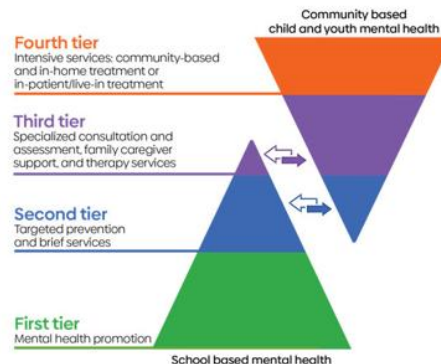 Community based
child and youth mental health
Fourth tier
Intensive services: community-based
and in-home treatment or
in-patient/live-in treatment
Third tier
Specialized consultation and
assessment, family caregiver
support, and therapy services
Second tier
Targeted prevention
and brief services
First tier
Mental health promotion
School based mental health